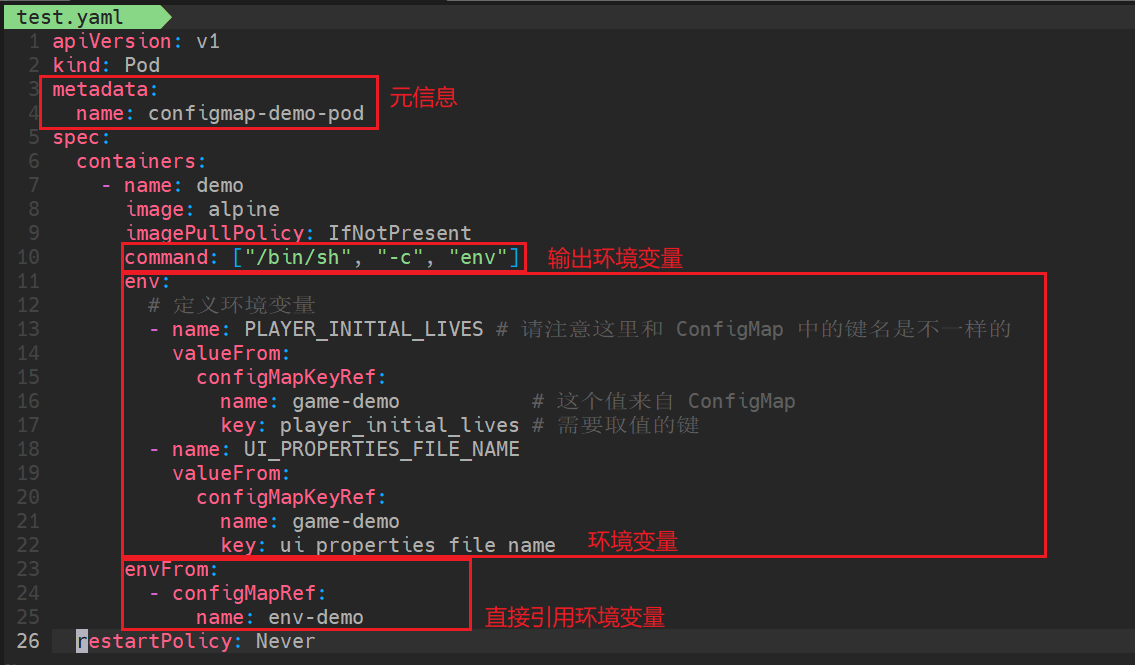 test.yaml
1 apiVersion: v1
2 kind: Pod
3 metadata:
元信息
4 name: configmap-demo-pod
5 spec:
6 containers:
7 - name: demo
8 image: alpine
9 imagePullPolicy: IfNotPresent
10 command: ["/bin/sh", "-c", "env"] 输出环境变量
11 env:
12 # 定义环境变量
13 - name: PLAYER_INITIAL_LIVES # 请注意这里和 ConfigMap 中的键名是不一样的
14 valueFrom:
15 configMapKeyRef:
16 name: game-demo # 这个值来自 ConfigMap
17 key: player_initial_lives # 需要取值的键
18 - name: UI_PROPERTIES_FILE_NAME
19 valueFrom:
20 configMapKeyRef:
21 name: game-demo
22 key: ui_properties_file_name 环境变量
23 envFrom:
24 - configMapRef:
25 name: env-demo 直接引用环境变量
26 restartPolicy: Never